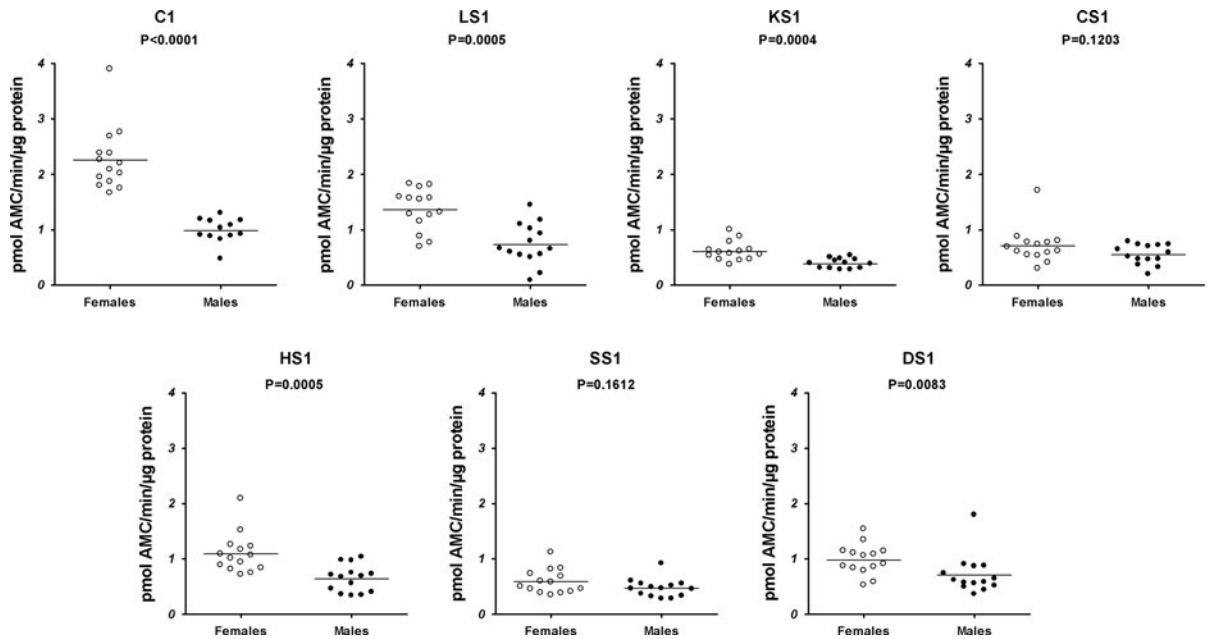 C1
P<0.0001
pmol AMC/min/µg protein
4
3
2
1
0
Females
Males
LS1
P=0.0005
pmol AMC/min/µg protein
4
3
2
1
0
Females
Males
KS1
P=0.0004
pmol AMC/min/µg protein
4
3
2
1
0
Females
Males
CS1
P=0.1203
pmol AMC/min/µg protein
4
3
2
1
0
Females
Males
HS1
P=0.0005
pmol AMC/min/µg protein
4
3
2
1
0
Females
Males
SS1
P=0.1612
pmol AMC/min/µg protein
4
3
2
1
0
Females
Males
DS1
P=0.0083
pmol AMC/min/µg protein
4
3
2
1
0
Females
Males